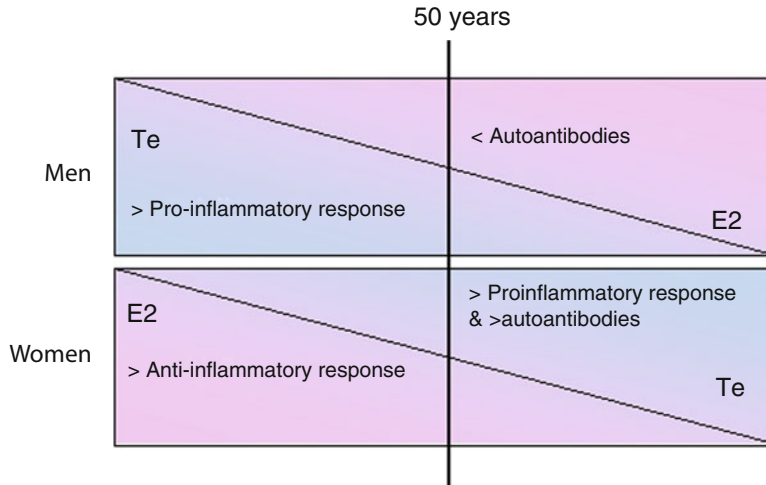 50 years
Men
Te
< Autoantibodies
> Pro-inflammatory response
E2
Women
E2
> Proinflammatory response
& >autoantibodies
> Anti-inflammatory response
Te